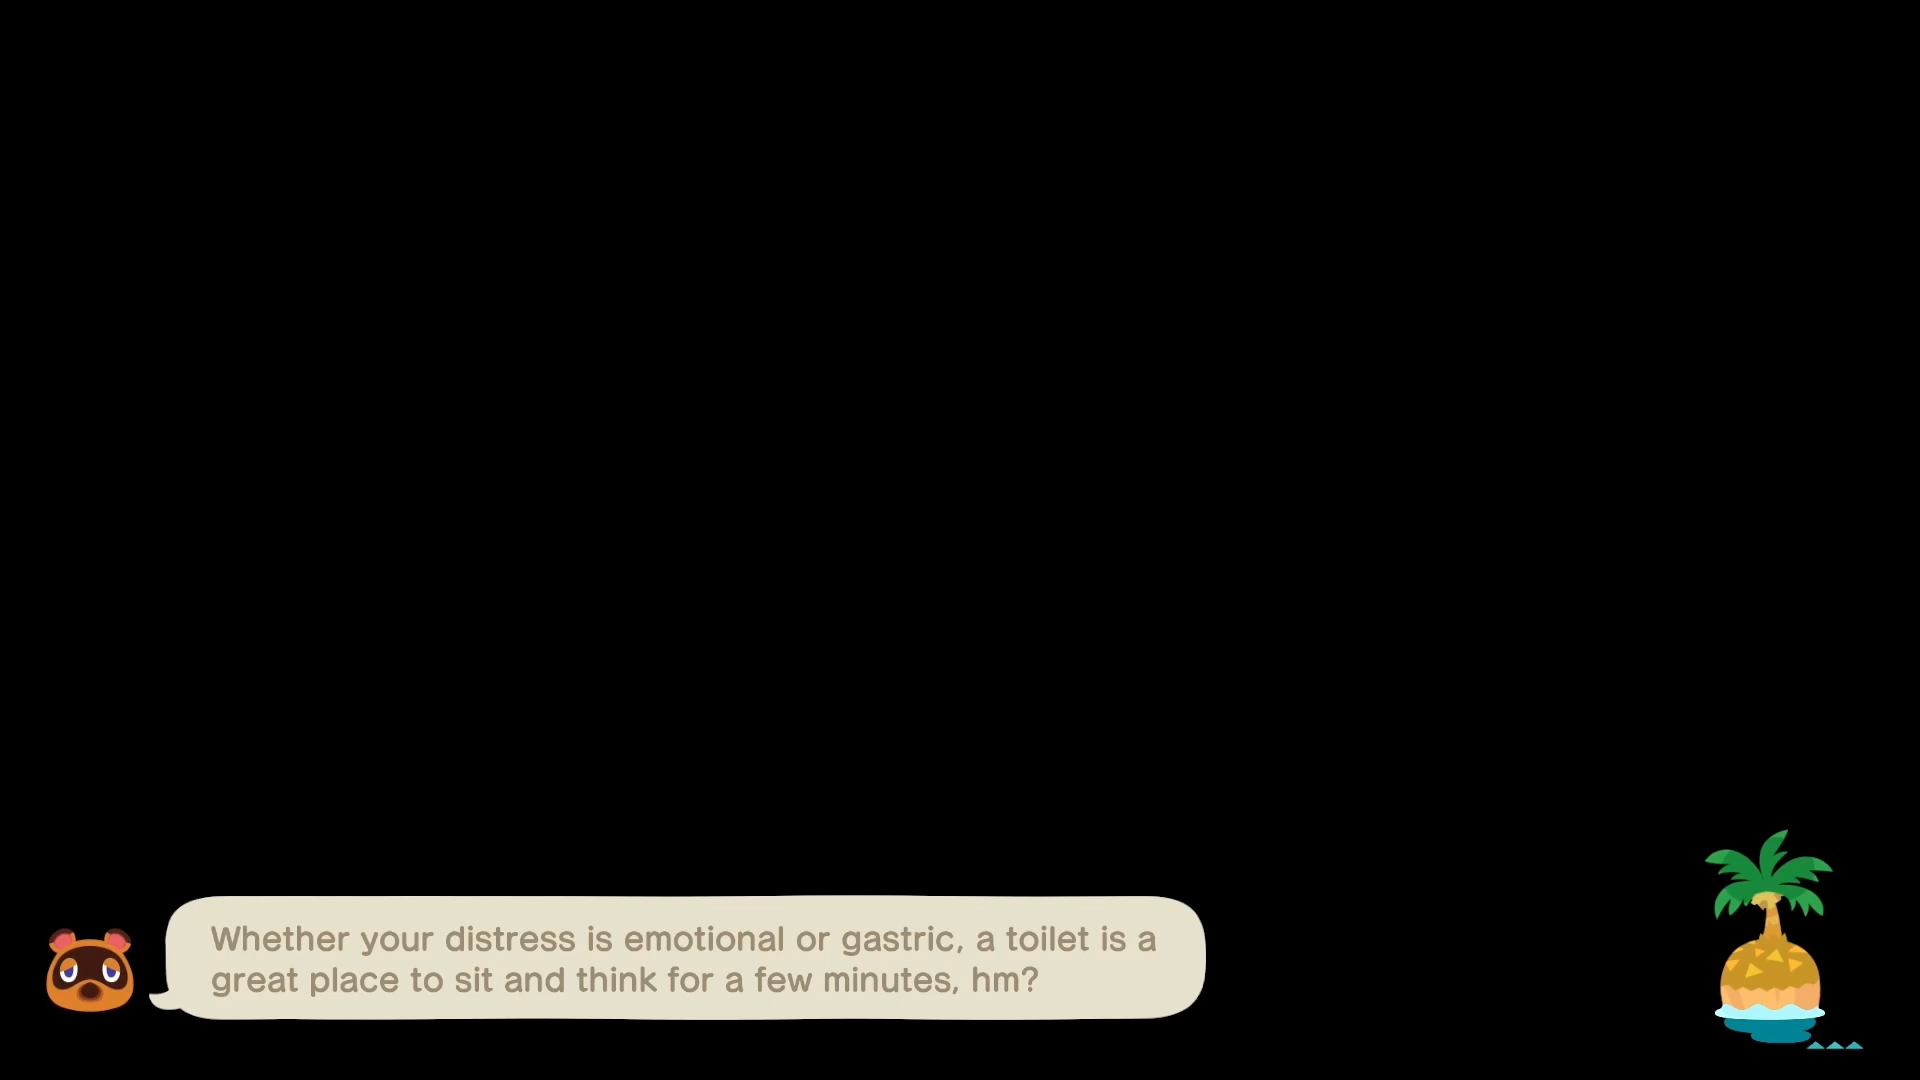 Whether your distress is emotional or gastric, a toilet is a
great place to sit and think for a few minutes, hm?